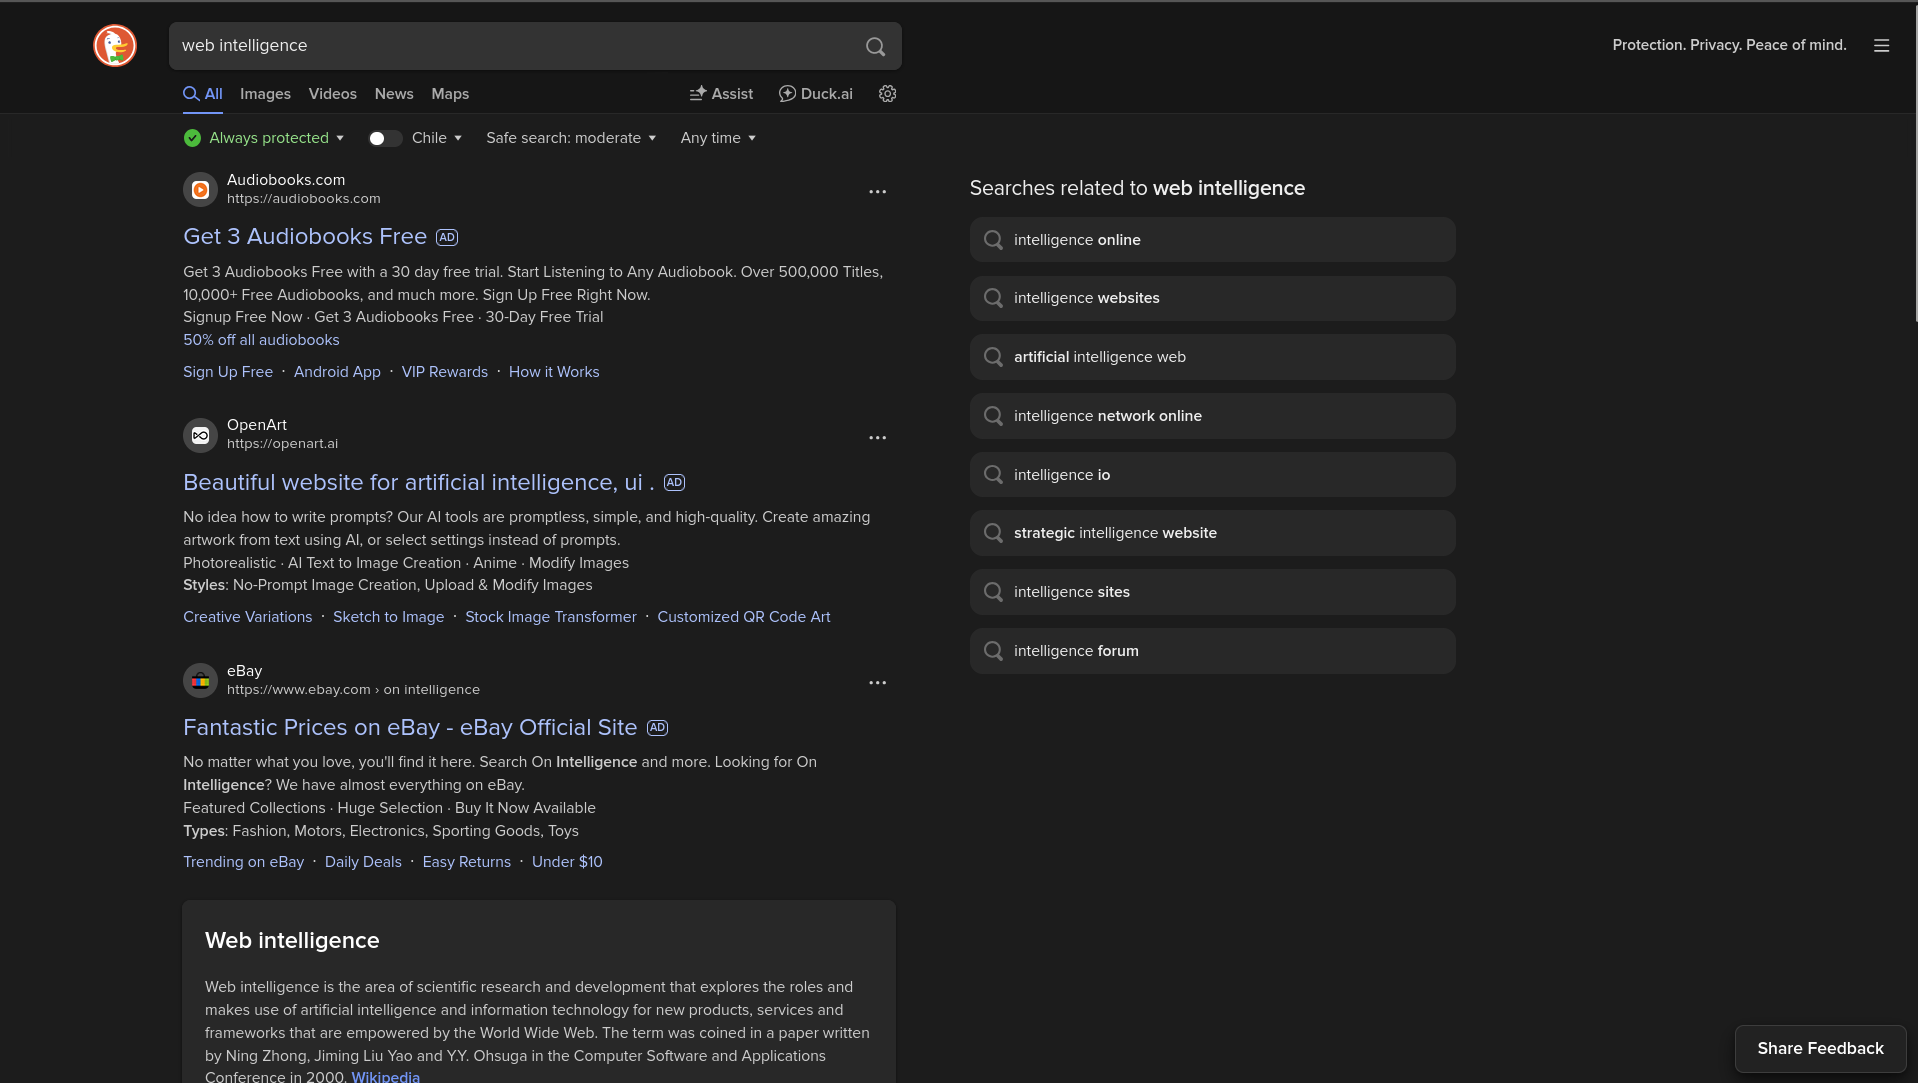 web intelligence
Protection. Privacy. Peace of mind.
All Images Videos News Maps Assist Duck.ai
Always protected Chile Safe search: moderate Any time
Audiobooks.com
https://audiobooks.com
Get 3 Audiobooks Free AD
Get 3 Audiobooks Free with a 30 day free trial. Start Listening to Any Audiobook. Over 500,000 Titles,
10,000+ Free Audiobooks, and much more. Sign Up Free Right Now.
Signup Free Now · Get 3 Audiobooks Free · 30-Day Free Trial
50% off all audiobooks
Sign Up Free · Android App · VIP Rewards · How it Works
OpenArt
https://openart.ai
Beautiful website for artificial intelligence, ui . AD
No idea how to write prompts? Our AI tools are promptless, simple, and high-quality. Create amazing
artwork from text using AI, or select settings instead of prompts.
Photorealistic · AI Text to Image Creation · Anime · Modify Images
Styles: No-Prompt Image Creation, Upload & Modify Images
Creative Variations · Sketch to Image · Stock Image Transformer · Customized QR Code Art
eBay
https://www.ebay.com › on intelligence
Fantastic Prices on eBay - eBay Official Site AD
No matter what you love, you'll find it here. Search On Intelligence and more. Looking for On
Intelligence? We have almost everything on eBay.
Featured Collections · Huge Selection · Buy It Now Available
Types: Fashion, Motors, Electronics, Sporting Goods, Toys
Trending on eBay · Daily Deals · Easy Returns · Under $10
Web intelligence
Web intelligence is the area of scientific research and development that explores the roles and
makes use of artificial intelligence and information technology for new products, services and
frameworks that are empowered by the World Wide Web. The term was coined in a paper written
by Ning Zhong, Jiming Liu Yao and Y.Y. Ohsuga in the Computer Software and Applications
Conference in 2000. Wikipedia
Searches related to web intelligence
intelligence online
intelligence websites
artificial intelligence web
intelligence network online
intelligence io
strategic intelligence website
intelligence sites
intelligence forum
Share Feedback